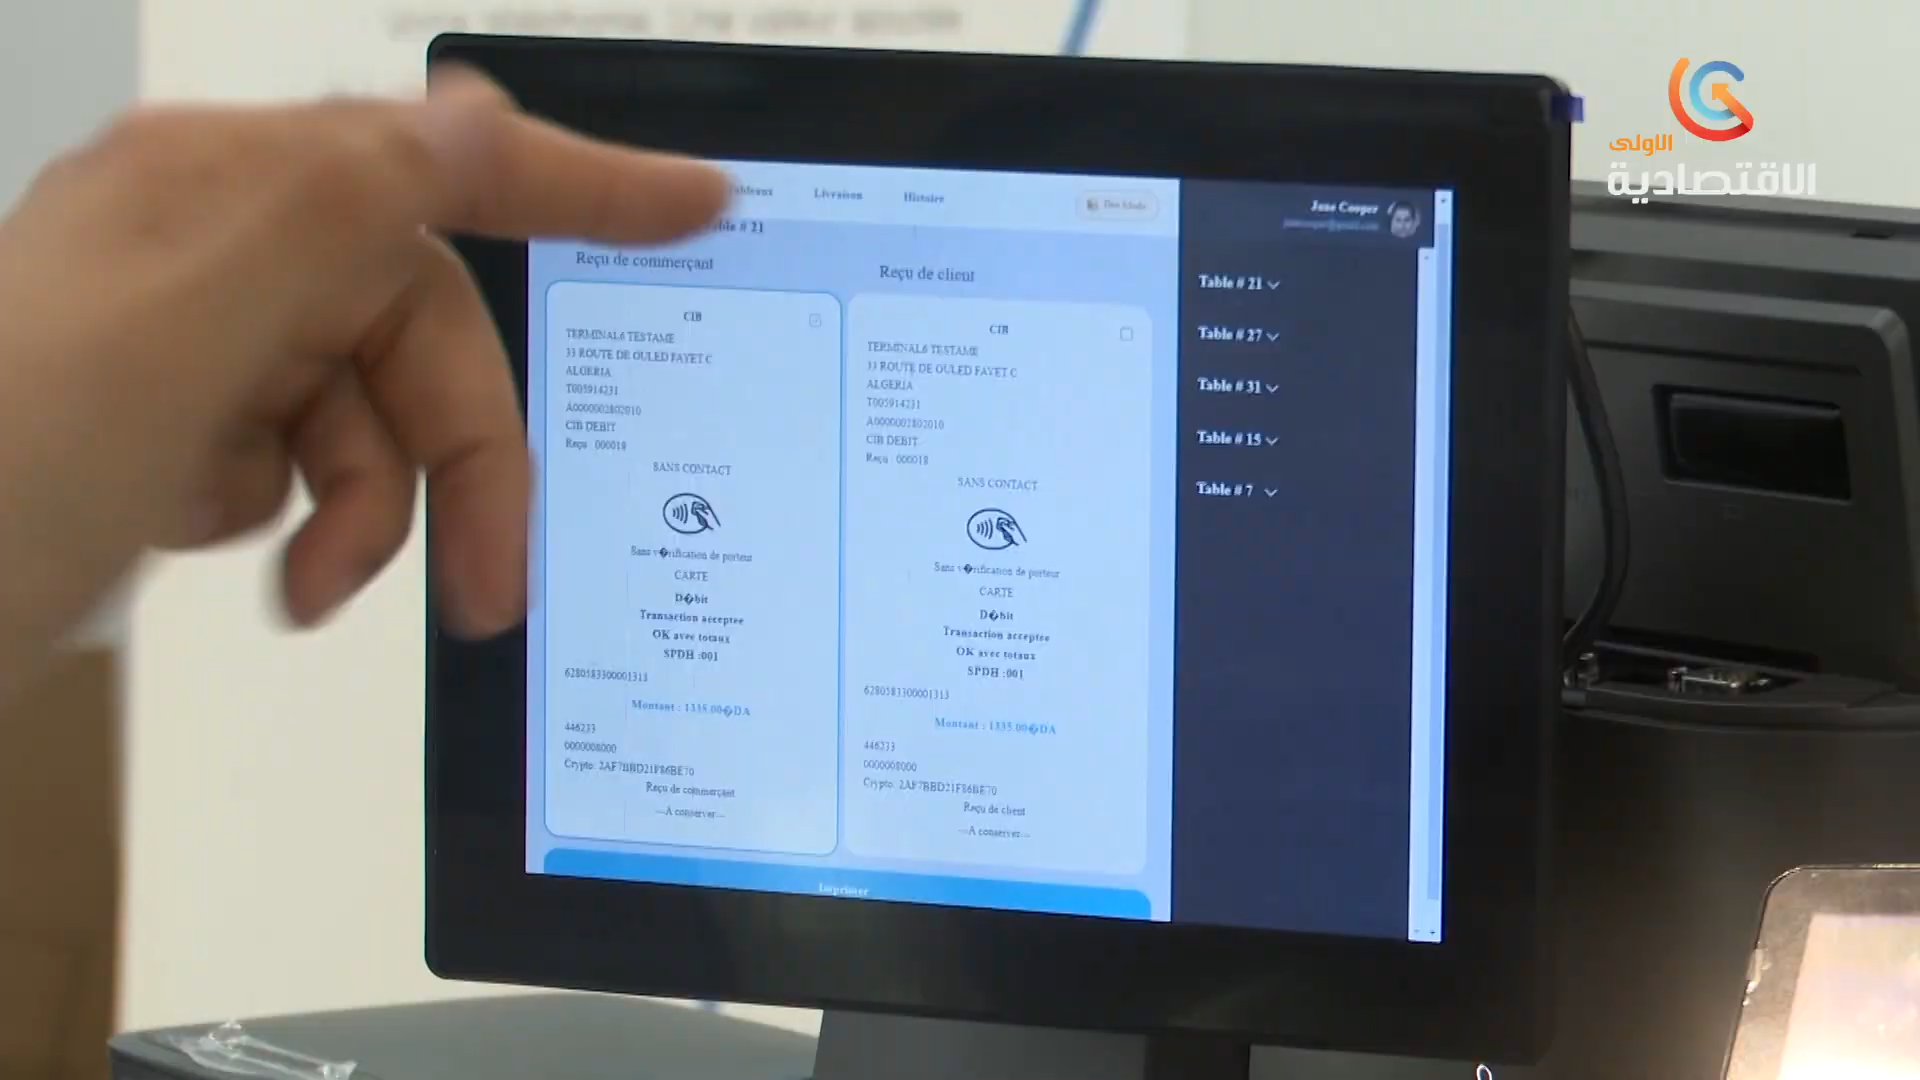 الاولى
الاقتصادية
Livraison
Histoire
Jane Cooper
# 21
Reçu de commerçant
Reçu de client
CIB
TERMINAL6 TESTAME
33 ROUTE DE OULED FAYET C
ALGERIA
T005914231
A0000002802010
CIB DEBIT
Reçu : 000018
SANS CONTACT
Sans v�rification de porteur
CARTE
D�bit
Transaction acceptee
OK avec totaux
SPDH :001
6280583300001313
Montant : 1335.00�DA
446233
0000008000
Crypto: 2AF7BBD21F86BE70
Reçu de commerçant
---A conserver---
CIB
TERMINAL6 TESTAME
33 ROUTE DE OULED FAYET C
ALGERIA
T005914231
A0000002802010
CIB DEBIT
Reçu : 000018
SANS CONTACT
Sans v�rification de porteur
CARTE
D�bit
Transaction acceptee
OK avec totaux
SPDH :001
6280583300001313
Montant : 1335.00�DA
446233
0000008000
Crypto: 2AF7BBD21F86BE70
Reçu de client
---A conserver---
Imprimer
Table # 21
Table # 27
Table # 31
Table # 15
Table # 7